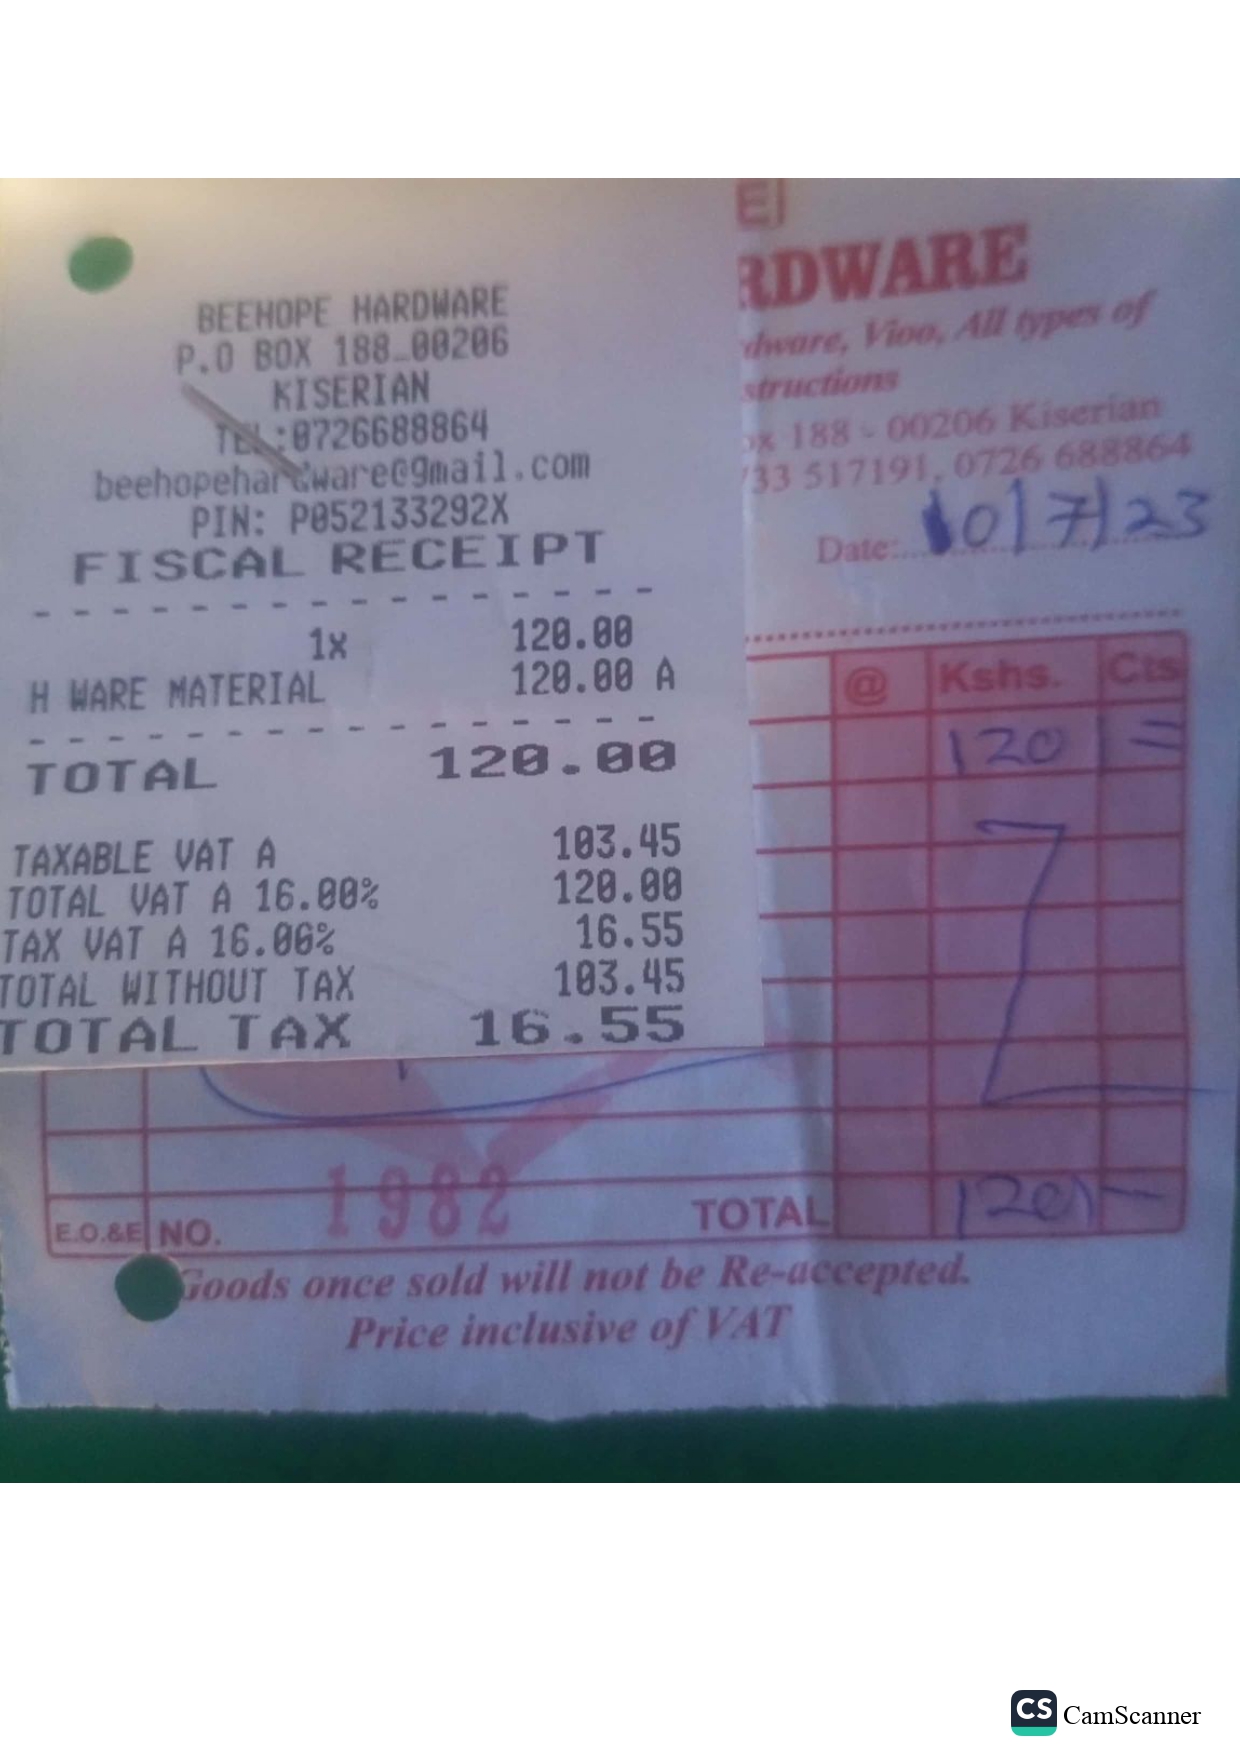 BEEHOPE HARDWARE
P.O BOX 188_00206
KISERIAN
TEL:0726688864
beehopehardware@gmail.com
PIN: P052133292X
FISCAL RECEIPT
1x 120.00
H WARE MATERIAL 120.00 A
TOTAL 120.00
TAXABLE VAT A 103.45
TOTAL VAT A 16.00% 120.00
TAX VAT A 16.00% 16.55
TOTAL WITHOUT TAX 103.45
TOTAL TAX 16.55
E]
RDWARE
dware, Vioo, All types of
structions
ox 188 - 00206 Kiserian
733 517191, 0726 688864
Date: 10/7/23
@ Kshs. Cts
120 =
E.O.&E NO. 1982 TOTAL 120/-
Goods once sold will not be Re-accepted.
Price inclusive of VAT
CS CamScanner